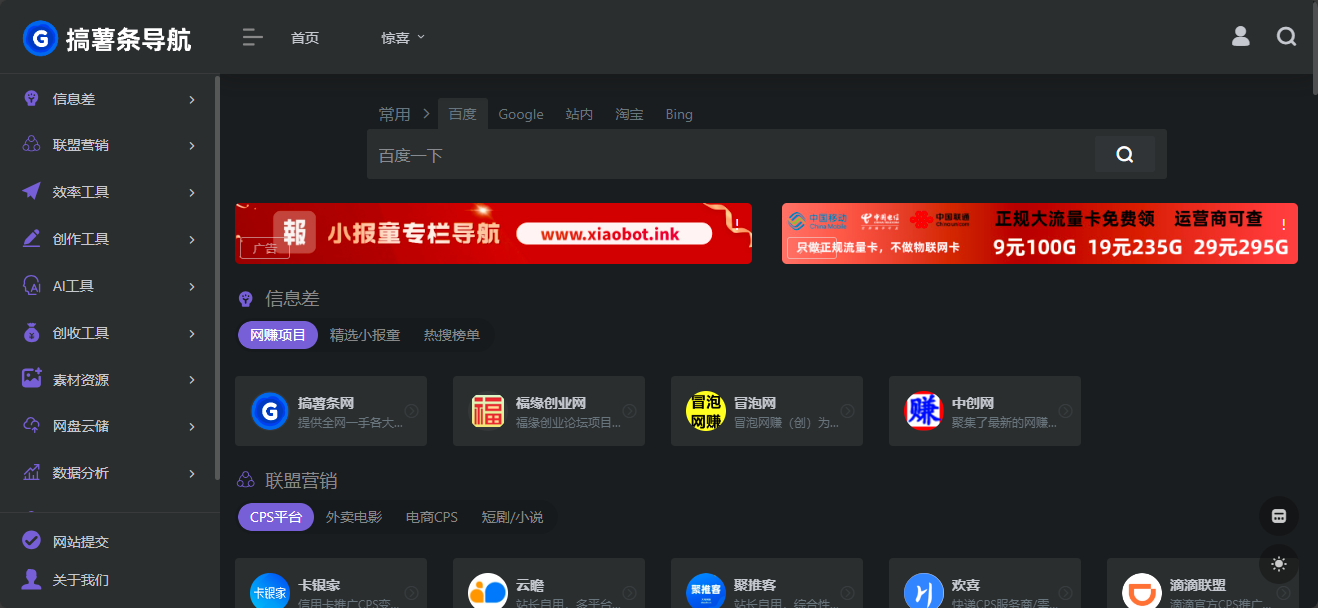 G 搞薯条导航
首页
惊喜
信息差
联盟营销
效率工具
创作工具
AI工具
创收工具
素材资源
网盘云储
数据分析
网站提交
关于我们
常用
百度
Google
站内
淘宝
Bing
百度一下
報 小报童专栏导航 www.xiaobot.ink
广告
中国移动 China Mobile 中国电信 中国联通 正规大流量卡免费领 运营商可查
只做正规流量卡，不做物联网卡 9元100G 19元235G 29元295G
信息差
网赚项目 精选小报童 热搜榜单
G 搞薯条网
提供全网一手各大...
福 福缘创业网
福缘创业论坛项目...
冒泡网赚 冒泡网
冒泡网赚（创）为...
赚 中创网
聚集了最新的网赚...
联盟营销
CPS平台 外卖电影 电商CPS 短剧/小说
卡银家 卡银家
信用卡推广CPS变...
云瞻
站长自用，多平台...
聚推客 聚推客
站长自用，综合性...
欢喜
快递CPS服务商/需...
滴滴联盟
滴滴官方CPS推广...